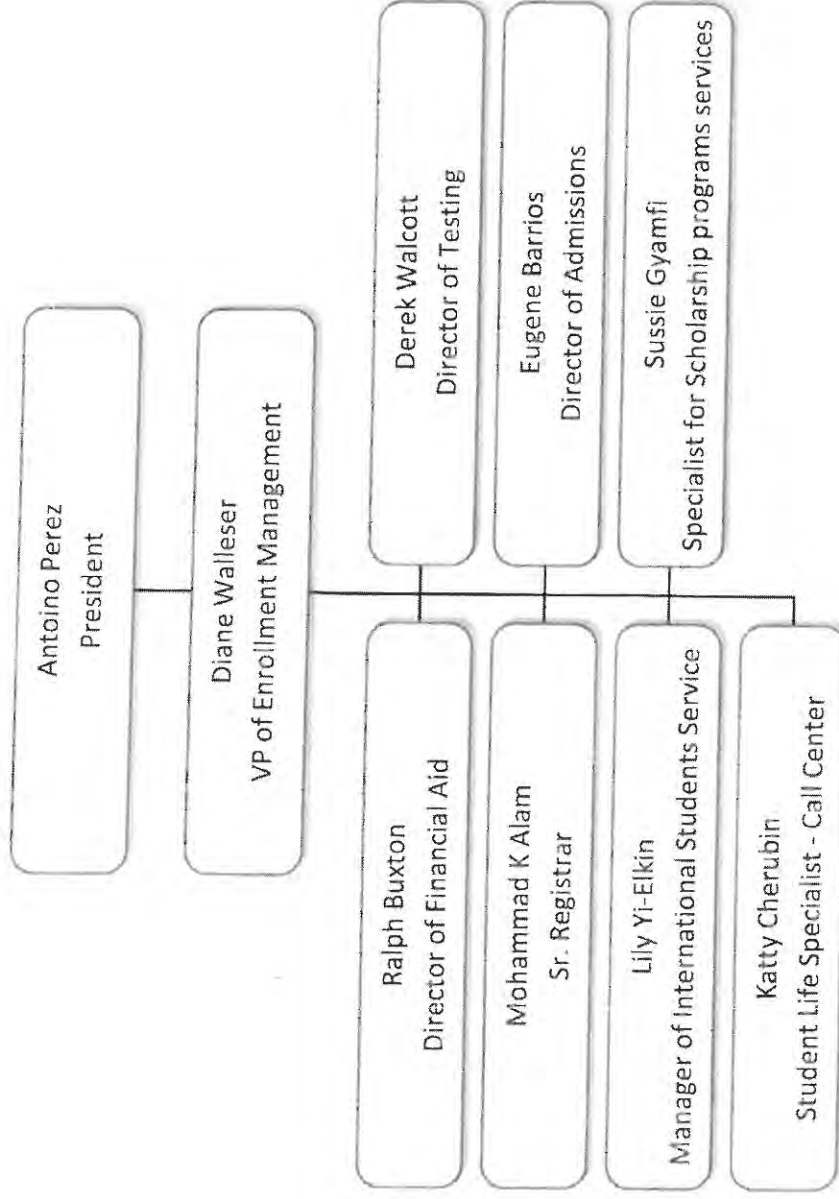 Antoino Perez
President
Diane Walleser
VP of Enrollment Management
Ralph Buxton
Director of Financial Aid
Derek Walcott
Director of Testing
Mohammad K Alam
Sr. Registrar
Eugene Barrios
Director of Admissions
Lily Yi-Elkin
Manager of International Students Service
Sussie Gyamfi
Specialist for Scholarship programs services
Katty Cherubin
Student Life Specialist - Call Center